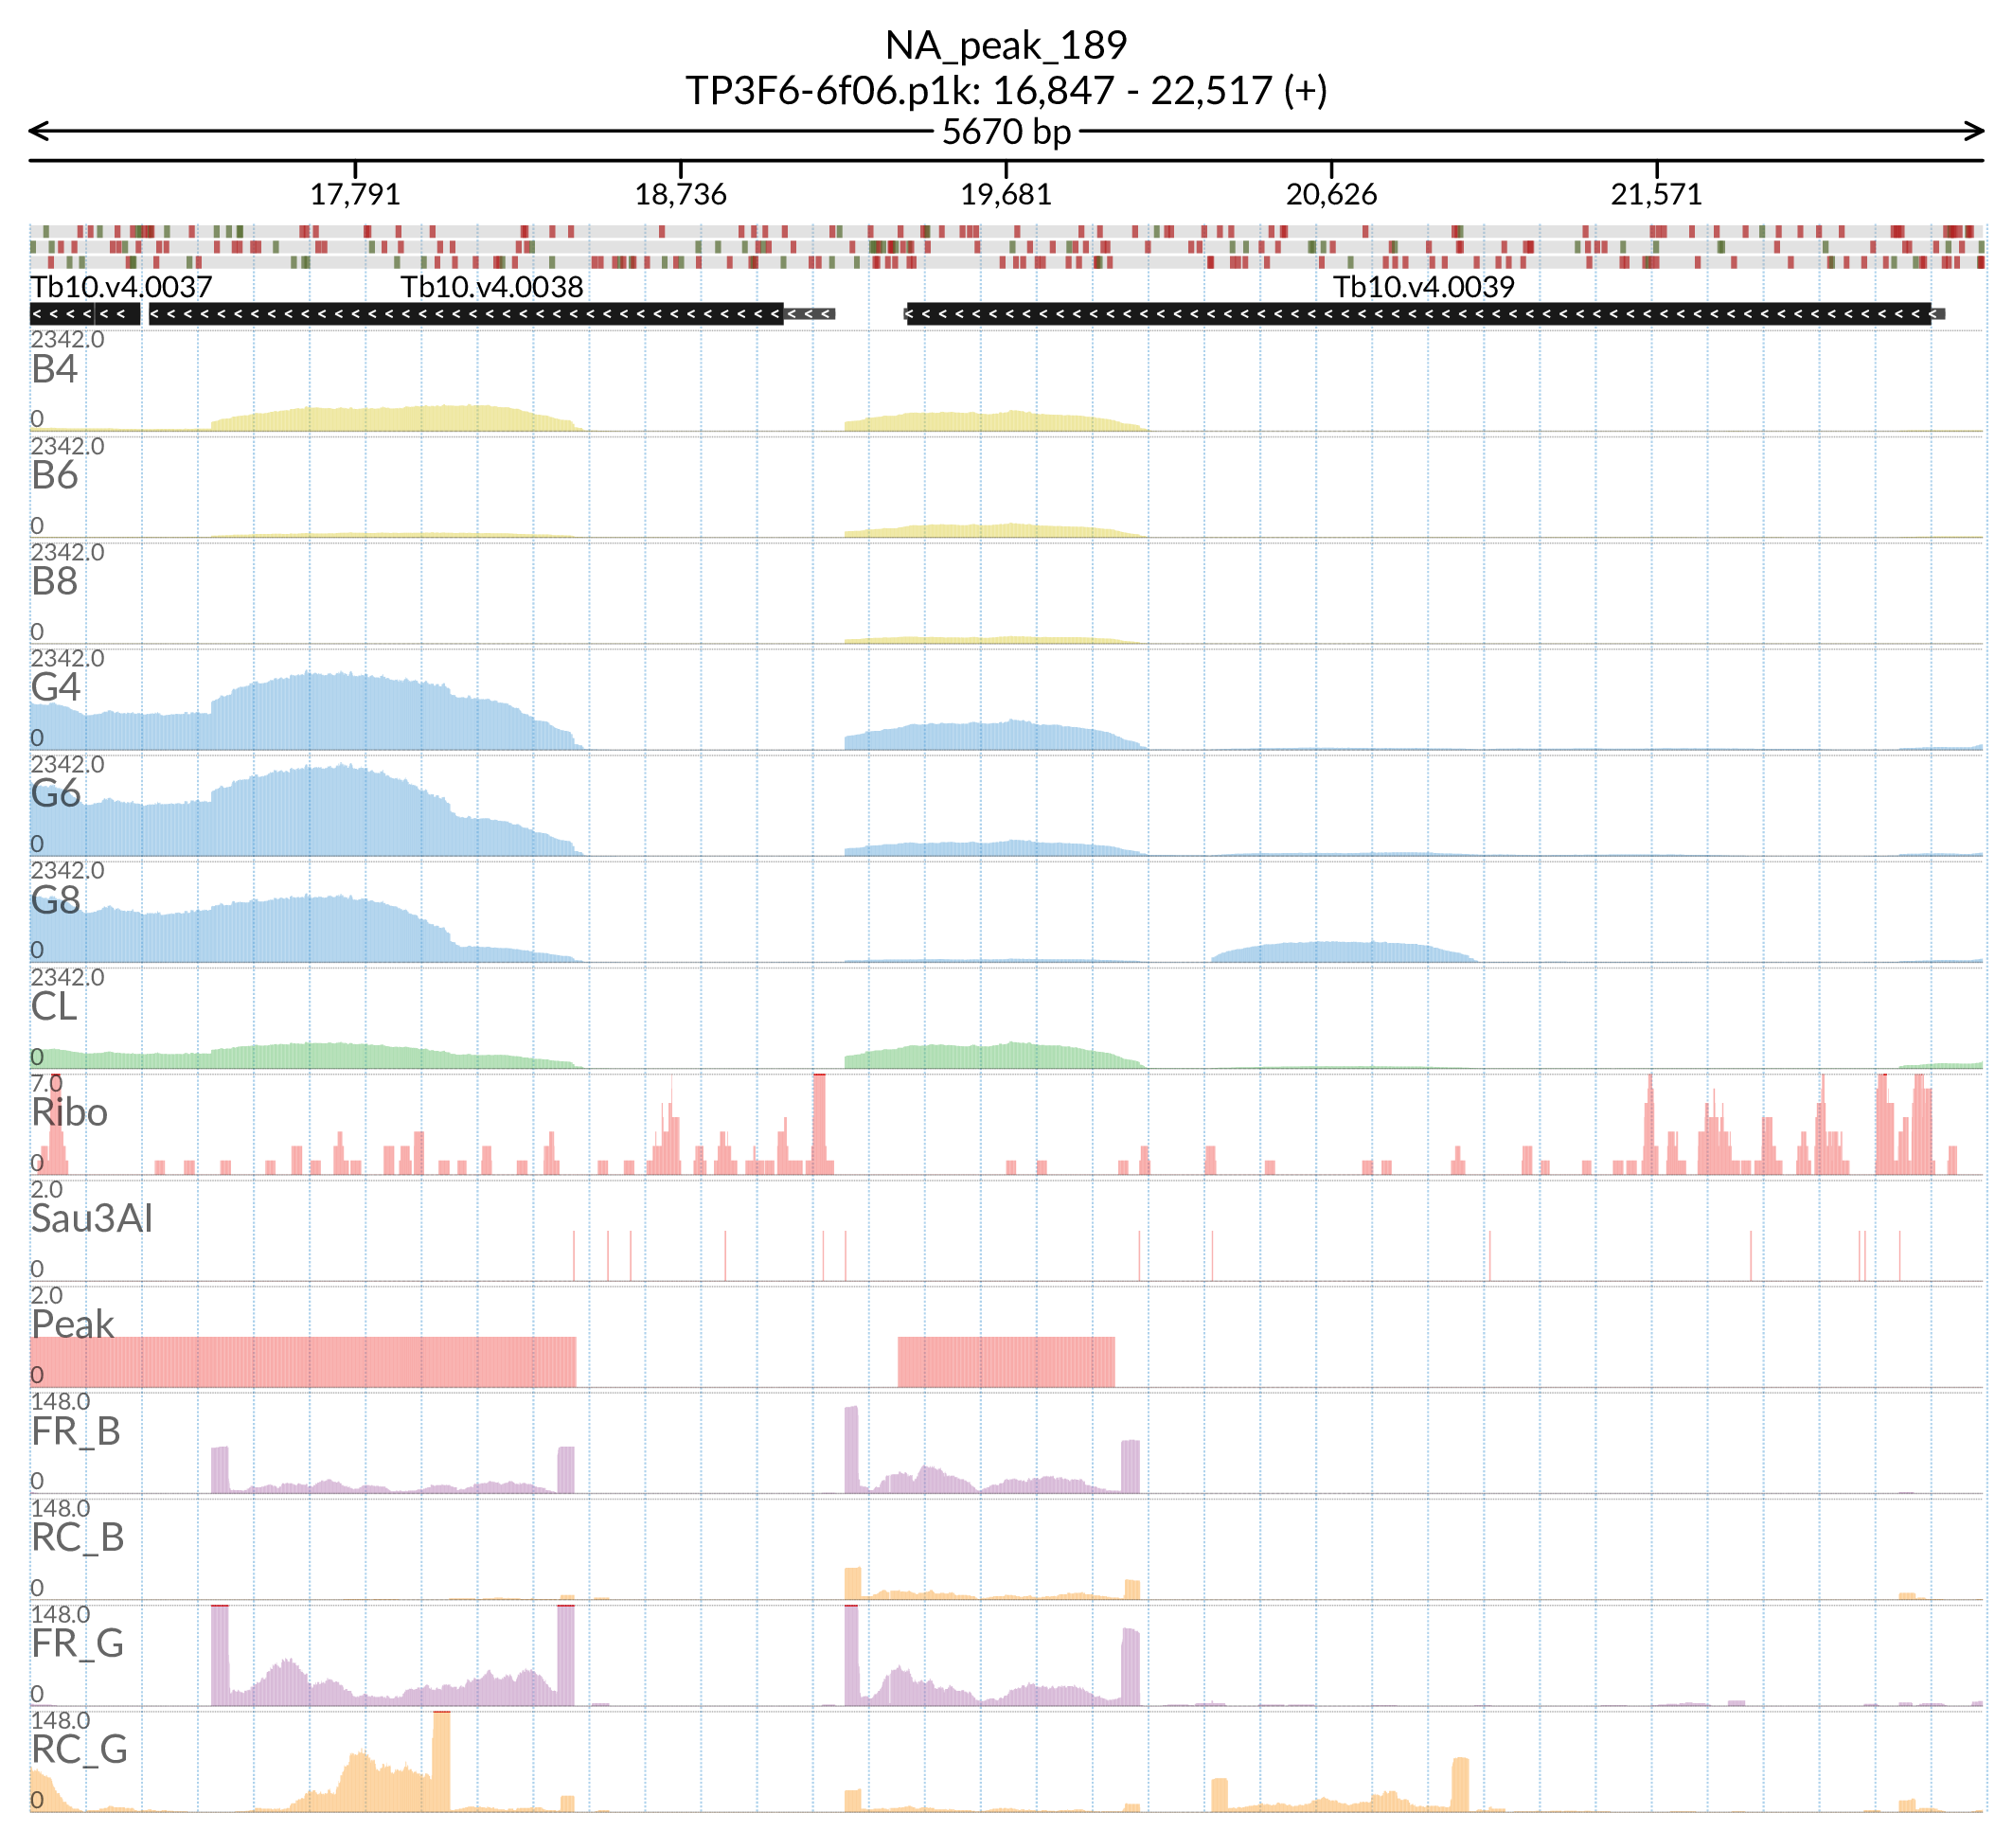 NA_peak_189
TP3F6-6f06.p1k: 16,847 - 22,517 (+)
5670 bp
17,791 18,736 19,681 20,626 21,571
Tb10.v4.0037 Tb10.v4.0038 Tb10.v4.0039
2342.0
B4
0
2342.0
B6
0
2342.0
B8
0
2342.0
G4
0
2342.0
G6
0
2342.0
G8
0
2342.0
CL
0
7.0
Ribo
0
2.0
Sau3AI
0
2.0
Peak
0
148.0
FR_B
0
148.0
RC_B
0
148.0
FR_G
0
148.0
RC_G
0